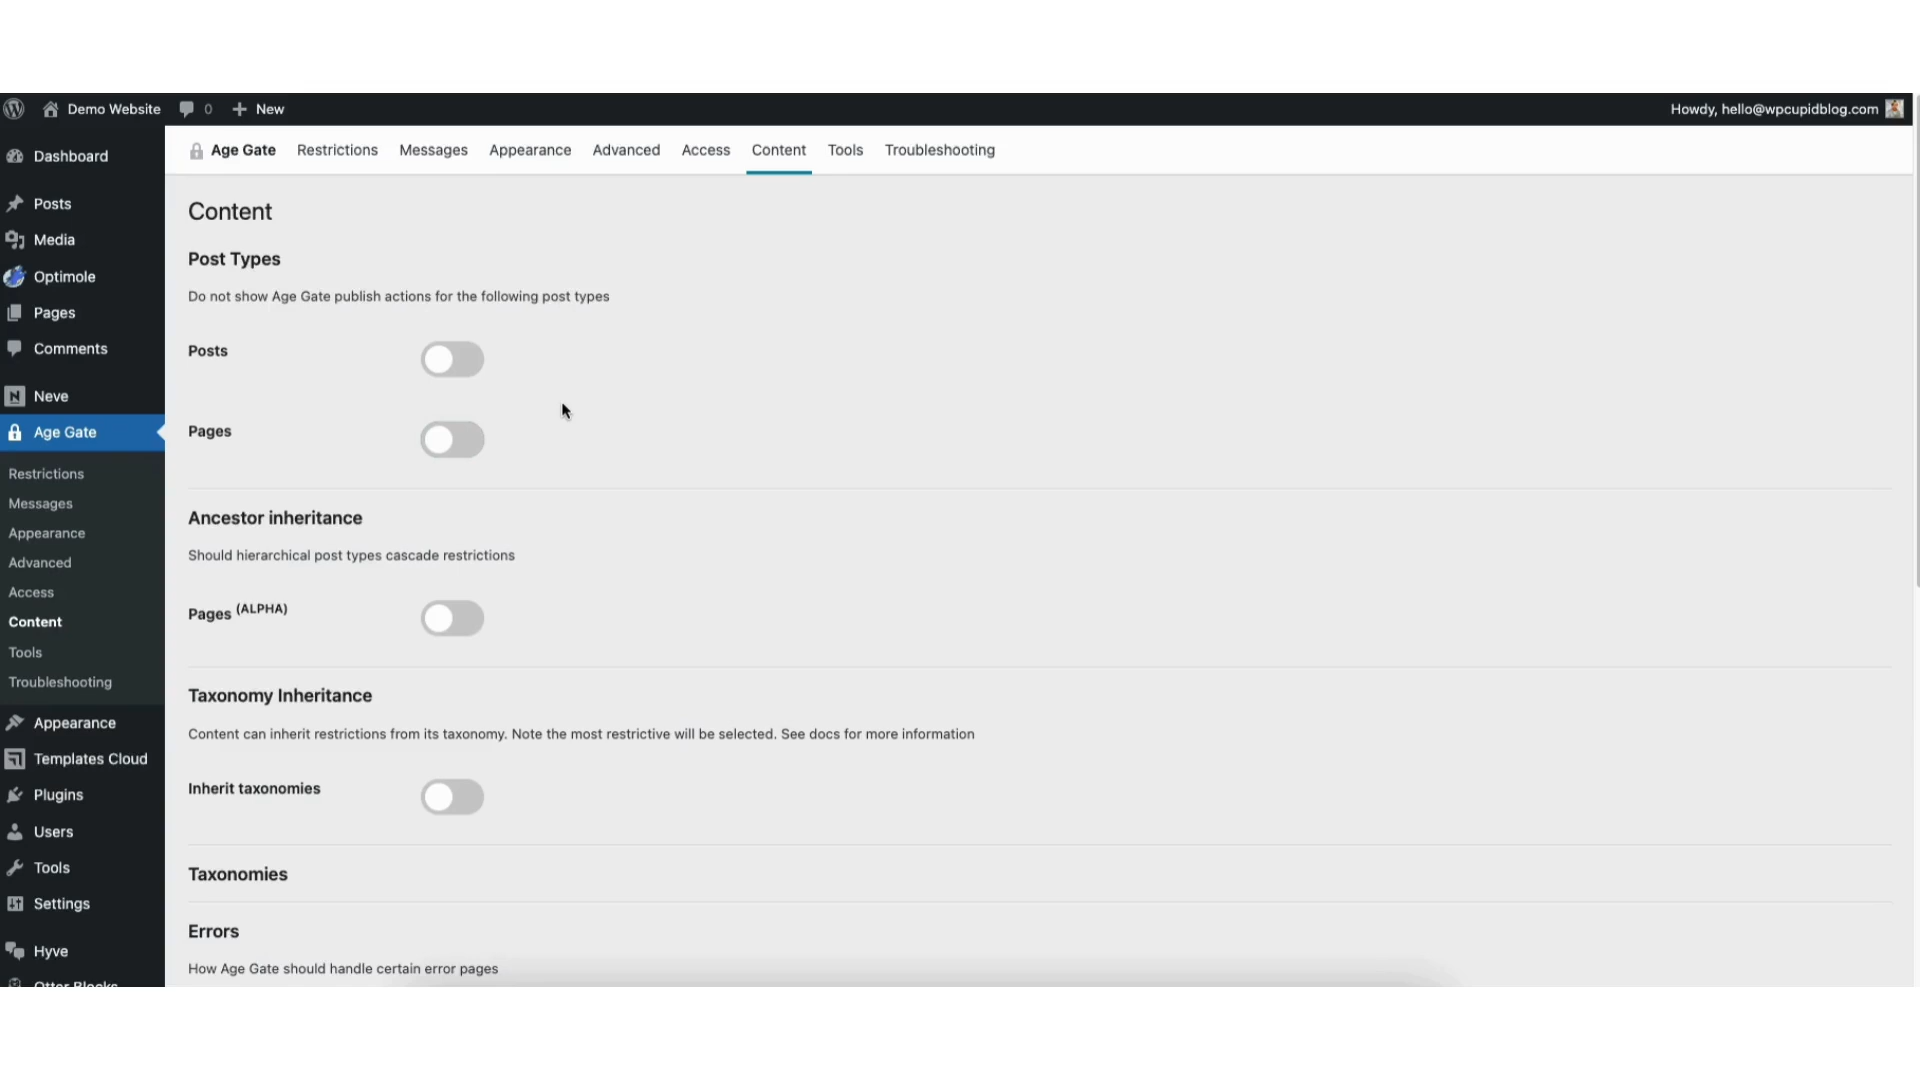 Demo Website 0 New Howdy, hello@wpcupidblog.com
Age Gate Restrictions Messages Appearance Advanced Access Content Tools Troubleshooting
Dashboard
Posts
Media
Optimole
Pages
Comments
Neve
Age Gate
Restrictions
Messages
Appearance
Advanced
Access
Content
Tools
Troubleshooting
Appearance
Templates Cloud
Plugins
Users
Tools
Settings
Hyve
Otter Blocks
Content
Post Types
Do not show Age Gate publish actions for the following post types
Posts
Pages
Ancestor inheritance
Should hierarchical post types cascade restrictions
Pages (ALPHA)
Taxonomy Inheritance
Content can inherit restrictions from its taxonomy. Note the most restrictive will be selected. See docs for more information
Inherit taxonomies
Taxonomies
Errors
How Age Gate should handle certain error pages